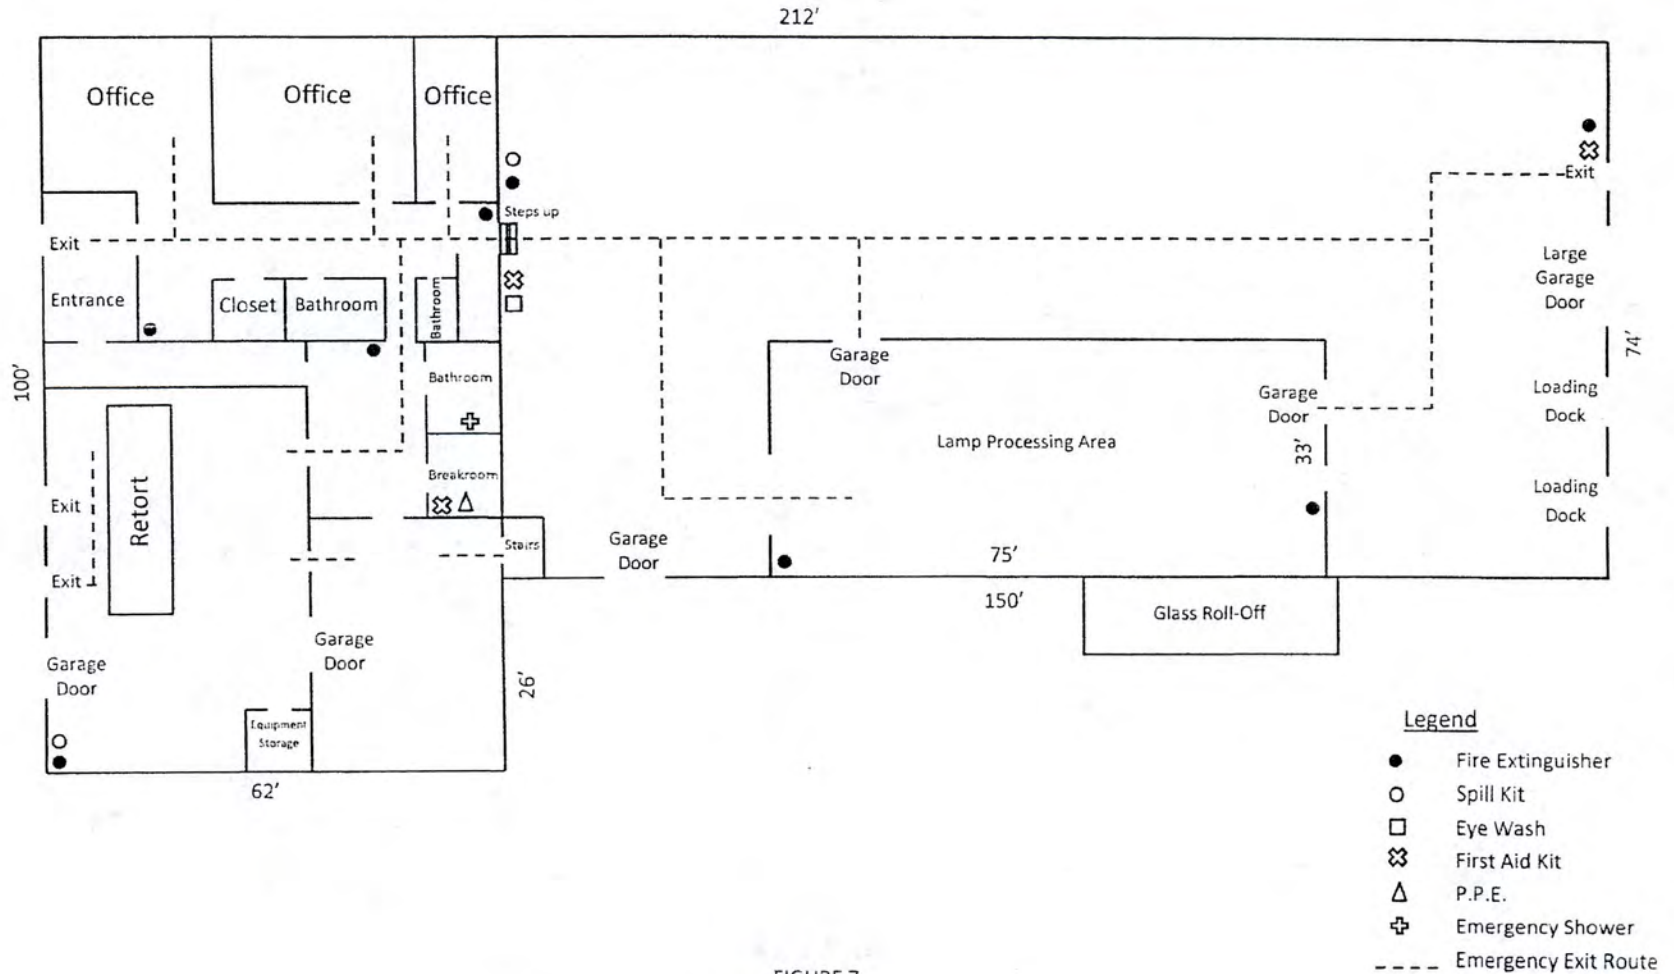 212'
Office
Office
Office
Steps up
Exit
Exit
Entrance
Closet
Bathroom
Bathroom
Large
Garage
Door
74'
100'
Bathroom
Garage
Door
Garage
Door
Loading
Dock
33'
Lamp Processing Area
Retort
Breakroom
Exit
Loading
Dock
Stairs
Garage
Door
75'
Exit
150'
Glass Roll-Off
Garage
Door
Garage
Door
26'
Equipment
Storage
62'
Legend
Fire Extinguisher
Spill Kit
Eye Wash
First Aid Kit
P.P.E.
Emergency Shower
Emergency Exit Route
FIGURE 7